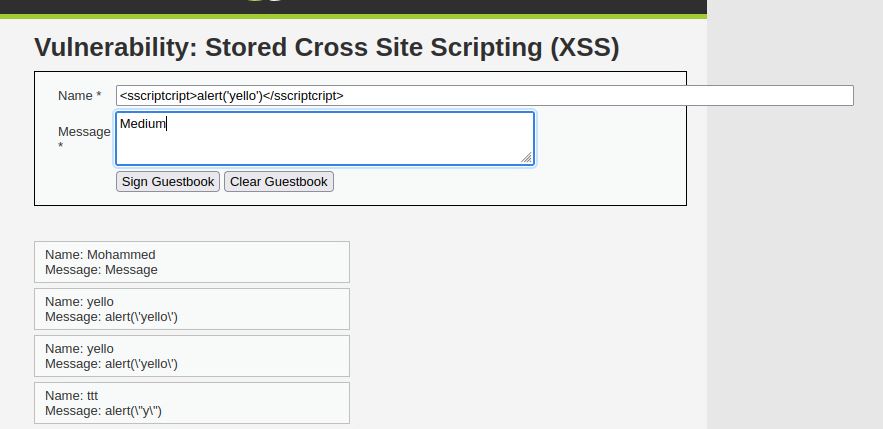 Vulnerability: Stored Cross Site Scripting (XSS)
Name * <sscriptcript>alert('yello')</sscriptcript>
Message * Medium
Sign Guestbook Clear Guestbook
Name: Mohammed
Message: Message
Name: yello
Message: alert(\'yello\')
Name: yello
Message: alert(\'yello\')
Name: ttt
Message: alert(\"y\")